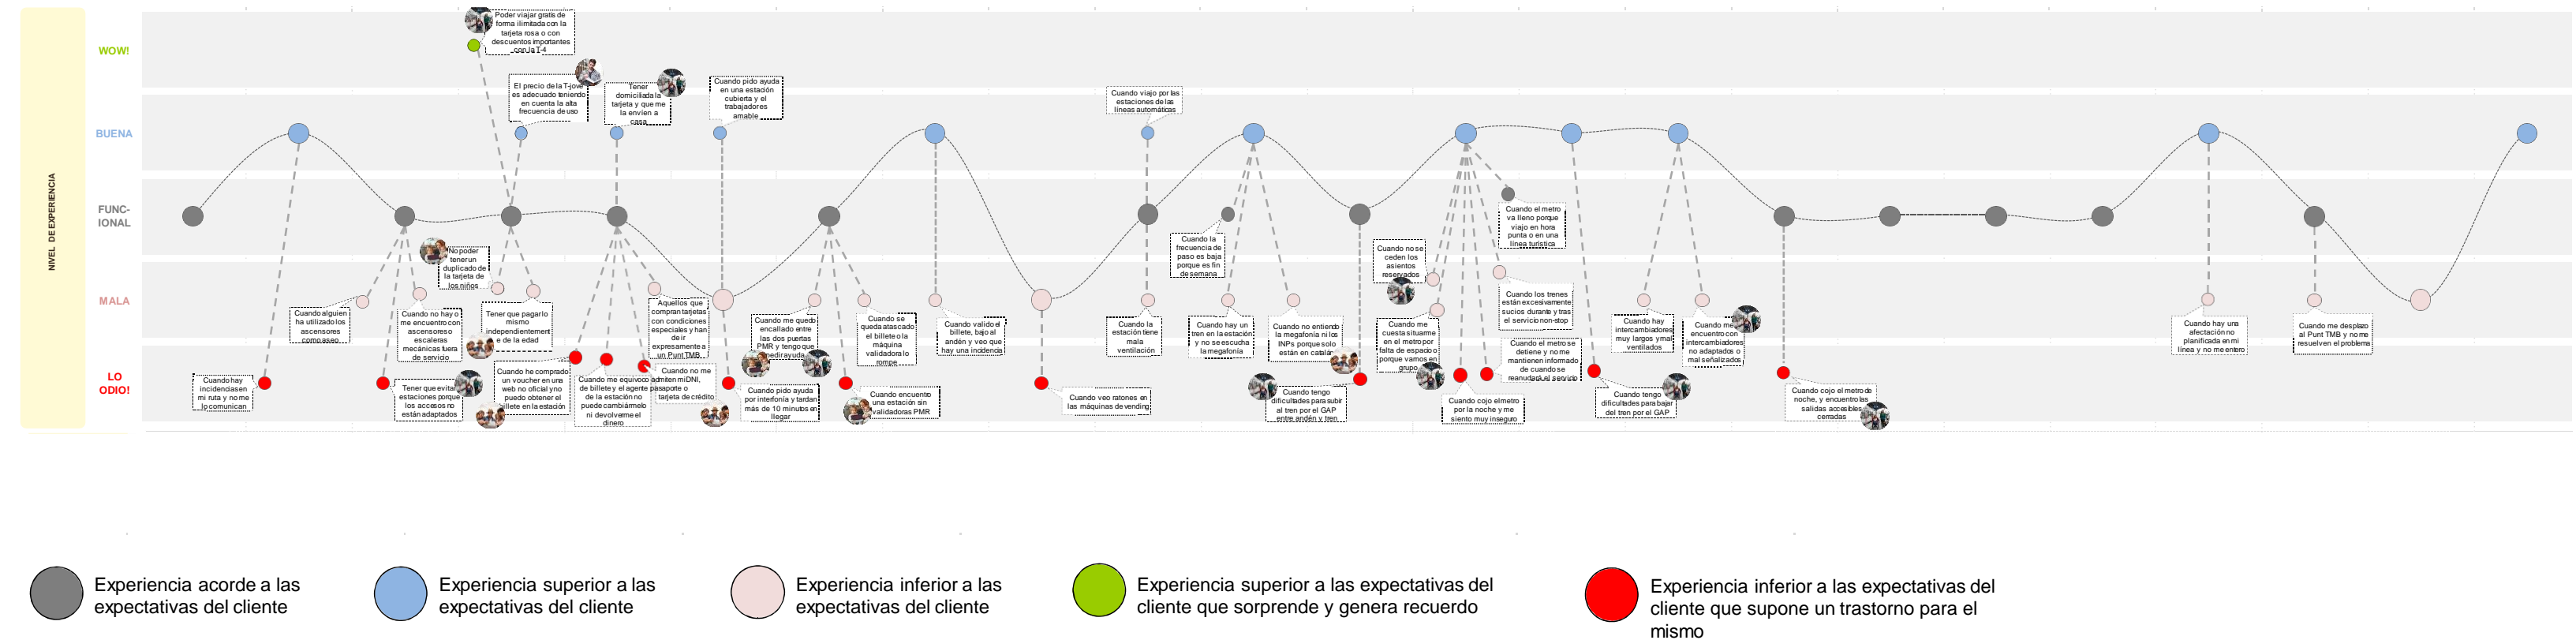 NIVEL DE EXPERIENCIA
WOW!
BUENA
FUNC-
IONAL
MALA
LO
ODIO!
Poder viajar gratis de
forma ilimitada con la
tarjeta rosa o con
descuentos importantes
con la T-4
El precio de la T-jove
es adecuado teniendo
en cuenta la alta
frecuencia de uso
Tener
domiciliada la
tarjeta y que me
la envíen a
casa
Cuando pido ayuda
en una estación
cubierta y el
trabajador es
amable
Cuando viajo por las
estaciones de las
líneas automáticas
Cuando hay
incidencias en
mi ruta y no me
lo comunican
Cuando alguien
ha utilizado los
ascensores
como aseo
Tener que evitar
estaciones porque
los accesos no
están adaptados
Cuando no hay o
me encuentro con
ascensores o
escaleras
mecánicas fuera
de servicio
No poder
tener un
duplicado de
la tarjeta de
los niños
Tener que pagar lo
mismo
independientement
e de la edad
Cuando he comprado
un voucher en una
web no oficial y no
puedo obtener el
billete en la estación
Cuando me equivoco
de billete y el agente
de la estación no
puede cambiármelo
ni devolverme el
dinero
Cuando no me
admiten mi DNI,
pasaporte o
tarjeta de crédito
Aquellos que
compran tarjetas
con condiciones
especiales y han
de ir
expresamente a
un Punt TMB
Cuando pido ayuda
por interfonía y tardan
más de 10 minutos en
llegar
Cuando me quedo
encallado entre
las dos puertas
PMR y tengo que
pedir ayuda
Cuando encuentro
una estación sin
validadoras PMR
Cuando se
queda atascado
el billete o la
máquina
validadora lo
rompe
Cuando valido el
billete, bajo al
andén y veo que
hay una incidencia
Cuando veo ratones en
las máquinas de vending
Cuando la
estación tiene
mala
ventilación
Cuando la
frecuencia de
paso es baja
porque es fin
de semana
Cuando hay un
tren en la estación
y no se escucha
la megafonía
Cuando no entiendo
la megafonía ni los
INPs porque solo
están en catalán
Cuando tengo
dificultades para subir
al tren por el GAP
entre andén y tren
Cuando no se
ceden los
asientos
reservados
Cuando me
cuesta situarme
en el metro por
falta de espacio o
porque vamos en
grupo
Cuando cojo el metro
por la noche y me
siento muy inseguro
Cuando el metro
va lleno porque
viajo en hora
punta o en una
línea turística
Cuando los trenes
están excesivamente
sucios durante y tras
el servicio non-stop
Cuando el metro se
detiene y no me
mantienen informado
de cuando se
reanudará el servicio
Cuando tengo
dificultades para bajar
del tren por el GAP
Cuando hay
intercambiadores
muy largos y mal
ventilados
Cuando me
encuentro con
intercambiadores
no adaptados o
mal señalizados
Cuando cojo el metro de
noche, y encuentro las
salidas accesibles
cerradas
Cuando hay una
afectación no
planificada en mi
línea y no me entero
Cuando me desplazo
al Punt TMB y no me
resuelven el problema
Experiencia acorde a las
expectativas del cliente
Experiencia superior a las
expectativas del cliente
Experiencia inferior a las
expectativas del cliente
Experiencia superior a las expectativas del
cliente que sorprende y genera recuerdo
Experiencia inferior a las expectativas del
cliente que supone un trastorno para el
mismo